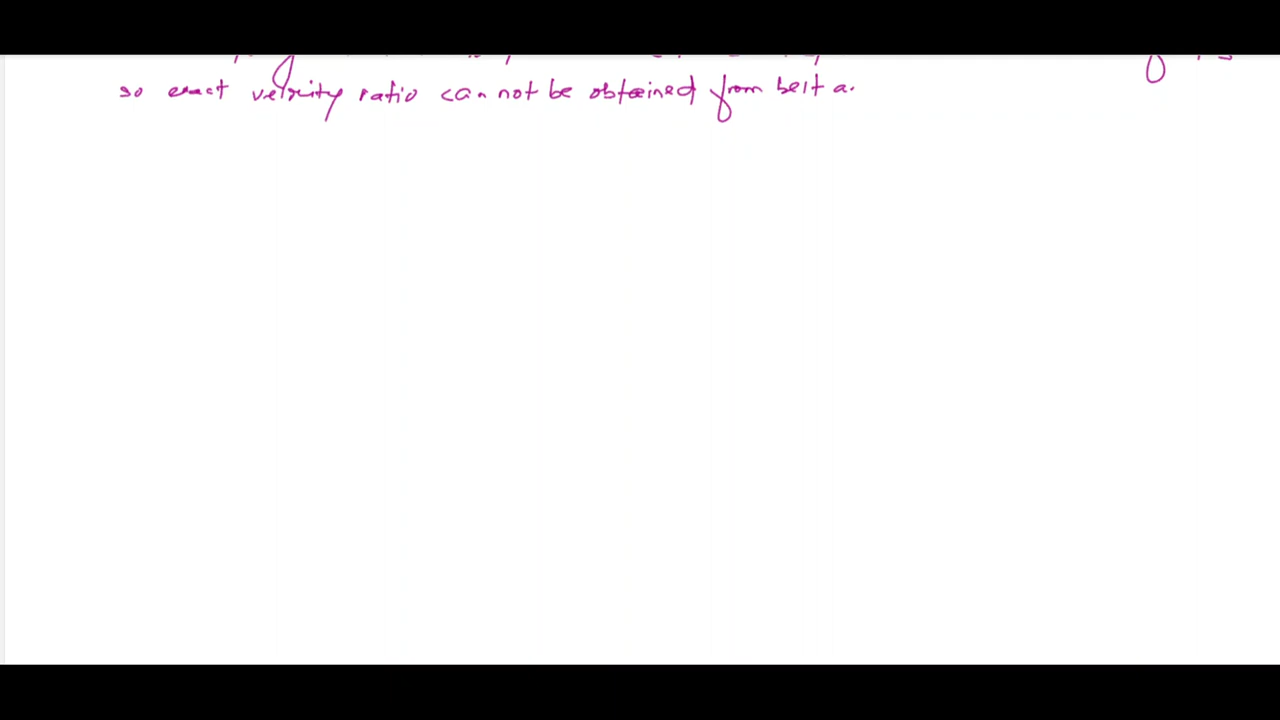 so exact velocity ratio can not be obtained from belt a.